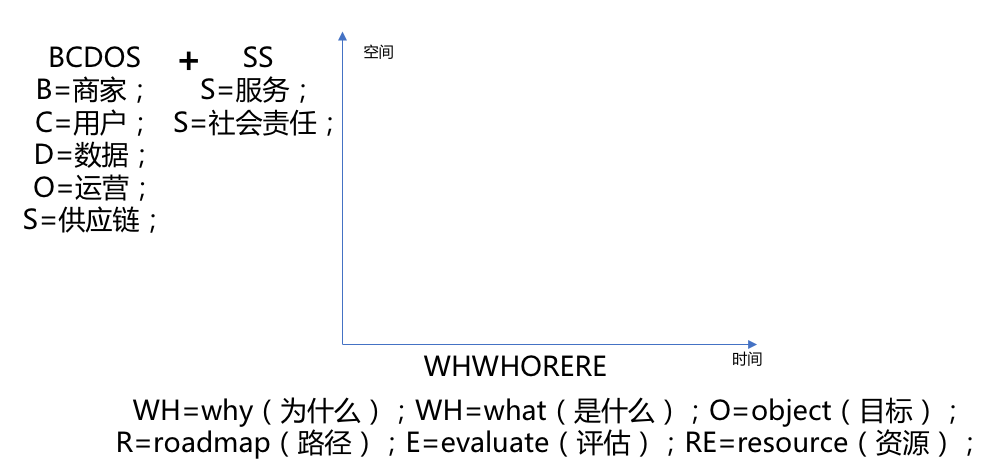 BCDOS + SS
B=商家； S=服务；
C=用户； S=社会责任；
D=数据；
O=运营；
S=供应链；
空间
时间
WHWHORERE
WH=why（为什么）；WH=what（是什么）；O=object（目标）；
R=roadmap（路径）；E=evaluate（评估）；RE=resource（资源）；